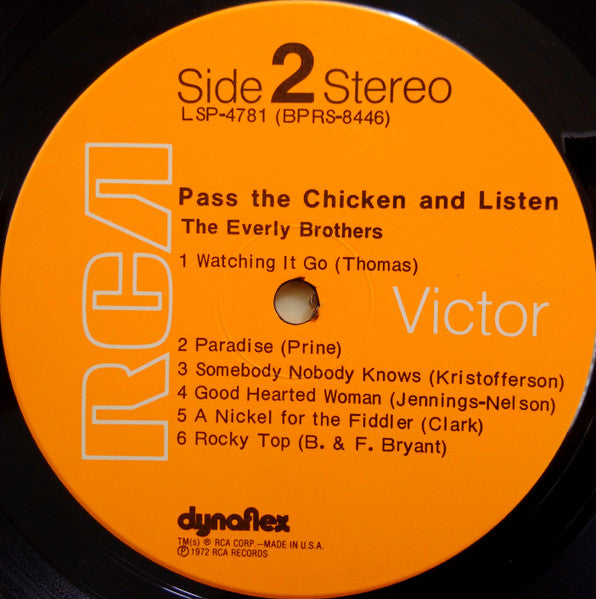 Side 2 Stereo
LSP-4781 (BPRS-8446)
RCA
Pass the Chicken and Listen
The Everly Brothers
1 Watching It Go (Thomas)
Victor
2 Paradise (Prine)
3 Somebody Nobody Knows (Kristofferson)
4 Good Hearted Woman (Jennings-Nelson)
5 A Nickel for the Fiddler (Clark)
6 Rocky Top (B. & F. Bryant)
dynaflex
TM(s) ® RCA CORP.—MADE IN U.S.A.
℗ 1972 RCA RECORDS